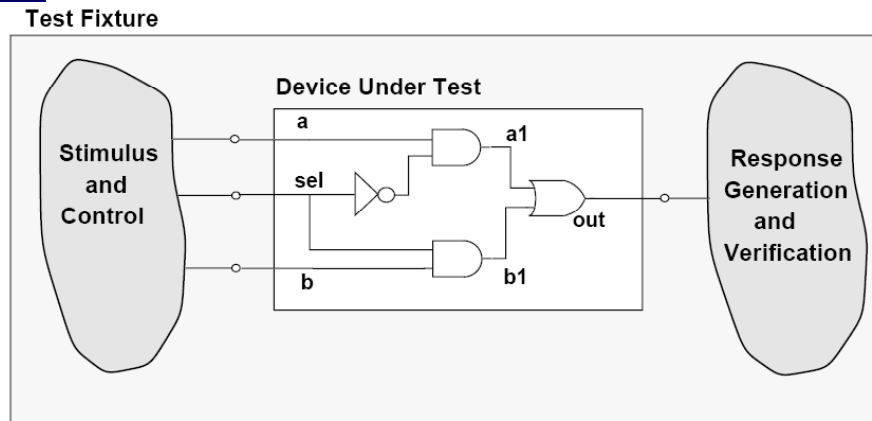 Test Fixture
Device Under Test
a
a1
Stimulus
and
Control
sel
Response
Generation
and
Verification
out
b
b1